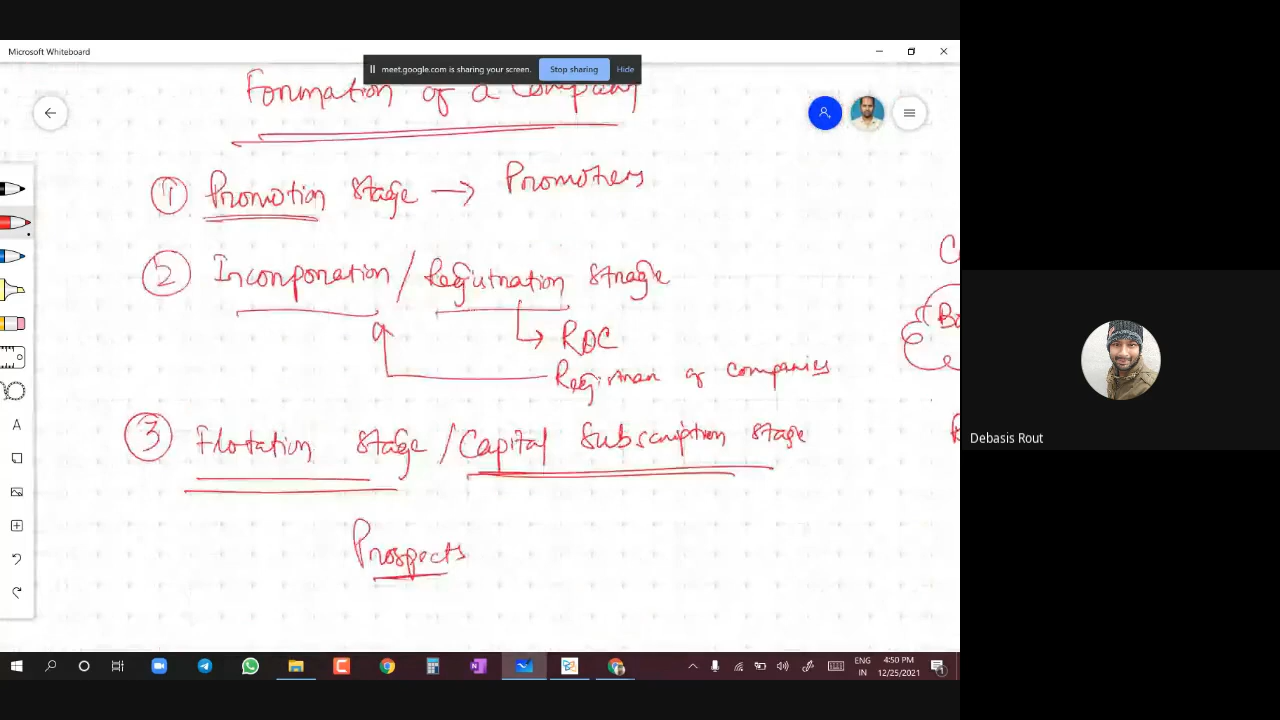 Microsoft Whiteboard
meet.google.com is sharing your screen.
Stop sharing
Hide
Formation of a Company
1 Promotion Stage → Promoters
2 Incorporation / Registration Strage
ROC
Registrar of companies
3 Flotation Stage / Capital Subscription Stage
Prospects
Debasis Rout
A
ENG
IN
4:50 PM
12/25/2021